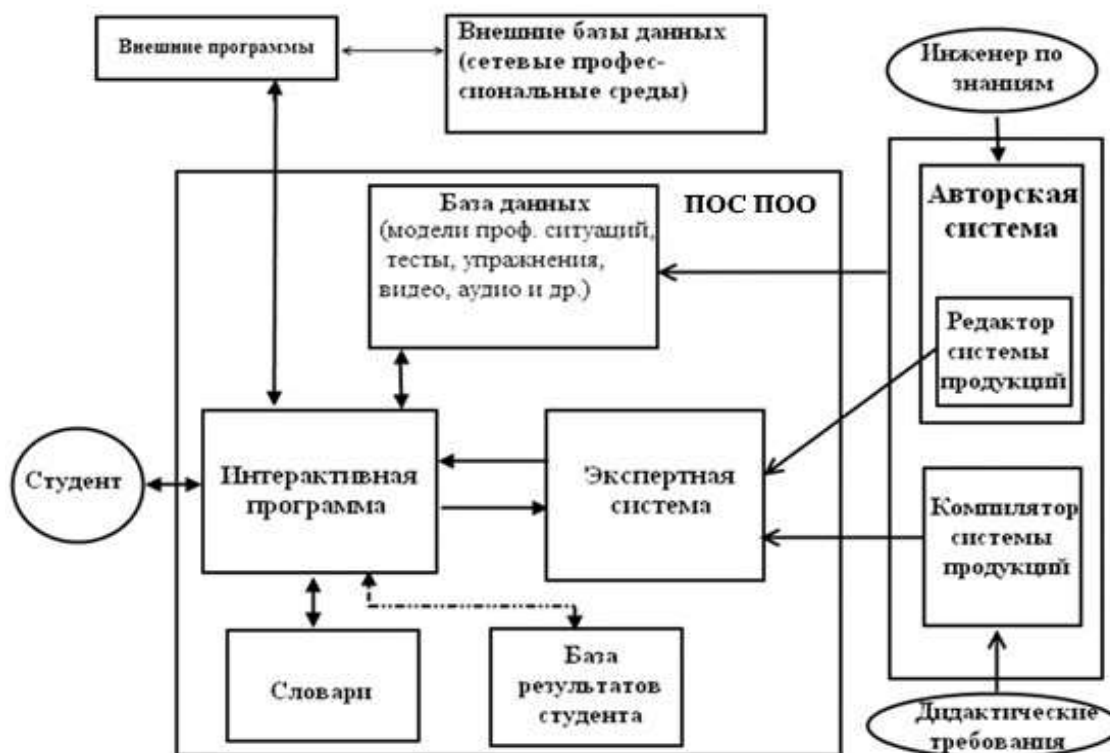 Внешние программы
Внешние базы данных
(сетевые профес-
сиональные среды)
Инженер по
знаниям
ПОС ПОО
База данных
(модели проф. ситуаций,
тесты, упражнения,
видео, аудио и др.)
Авторская
система
Редактор
системы
продукций
Студент
Интерактивная
программа
Экспертная
система
Компилятор
системы
продукций
Словари
База
результатов
студента
Дидактические
требования